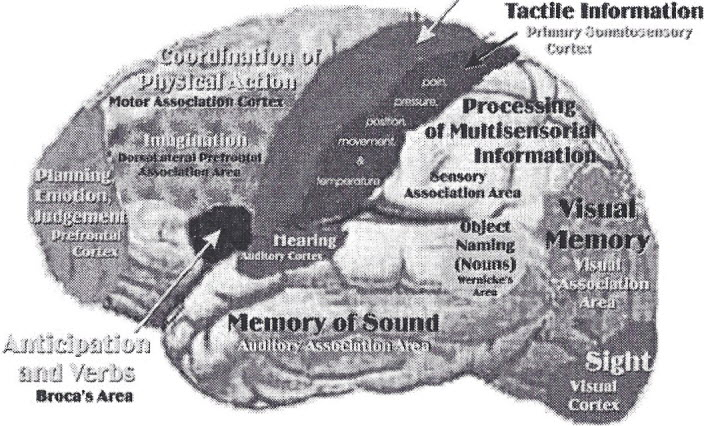 Tactile Information
Primary Somatosensory
Cortex
Coordination of
Physical Action
Motor Association Cortex
pain,
pressure,
position,
movement,
&
temperature
Processing
of Multisensorial
Information
Sensory
Association Area
Imagination
DorsoLateral Prefrontal
Association Area
Planning
Emotion,
Judgement
Prefrontal
Cortex
Hearing
Auditory Cortex
Object
Naming
(Nouns)
Wernicke's
Area
Visual
Memory
Visual
Association
Area
Memory of Sound
Auditory Association Area
Anticipation
and Verbs
Broca's Area
Sight
Visual
Cortex